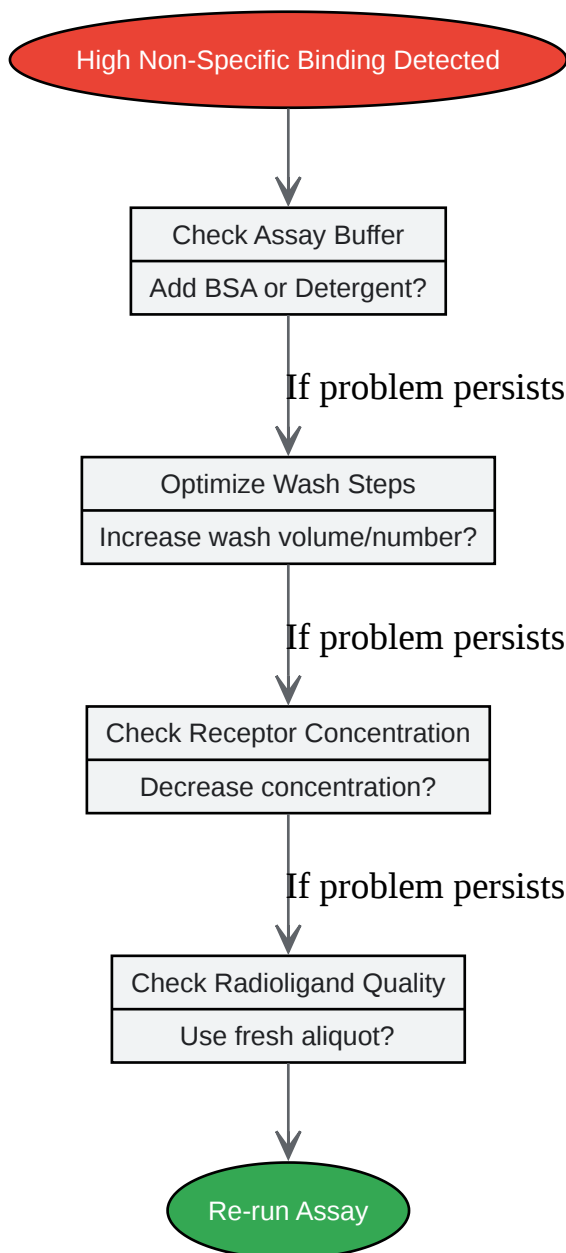 High Non-Specific Binding Detected
Check Assay Buffer
Add BSA or Detergent?
If problem persists
Optimize Wash Steps
Increase wash volume/number?
If problem persists
Check Receptor Concentration
Decrease concentration?
If problem persists
Check Radioligand Quality
Use fresh aliquot?
Re-run Assay